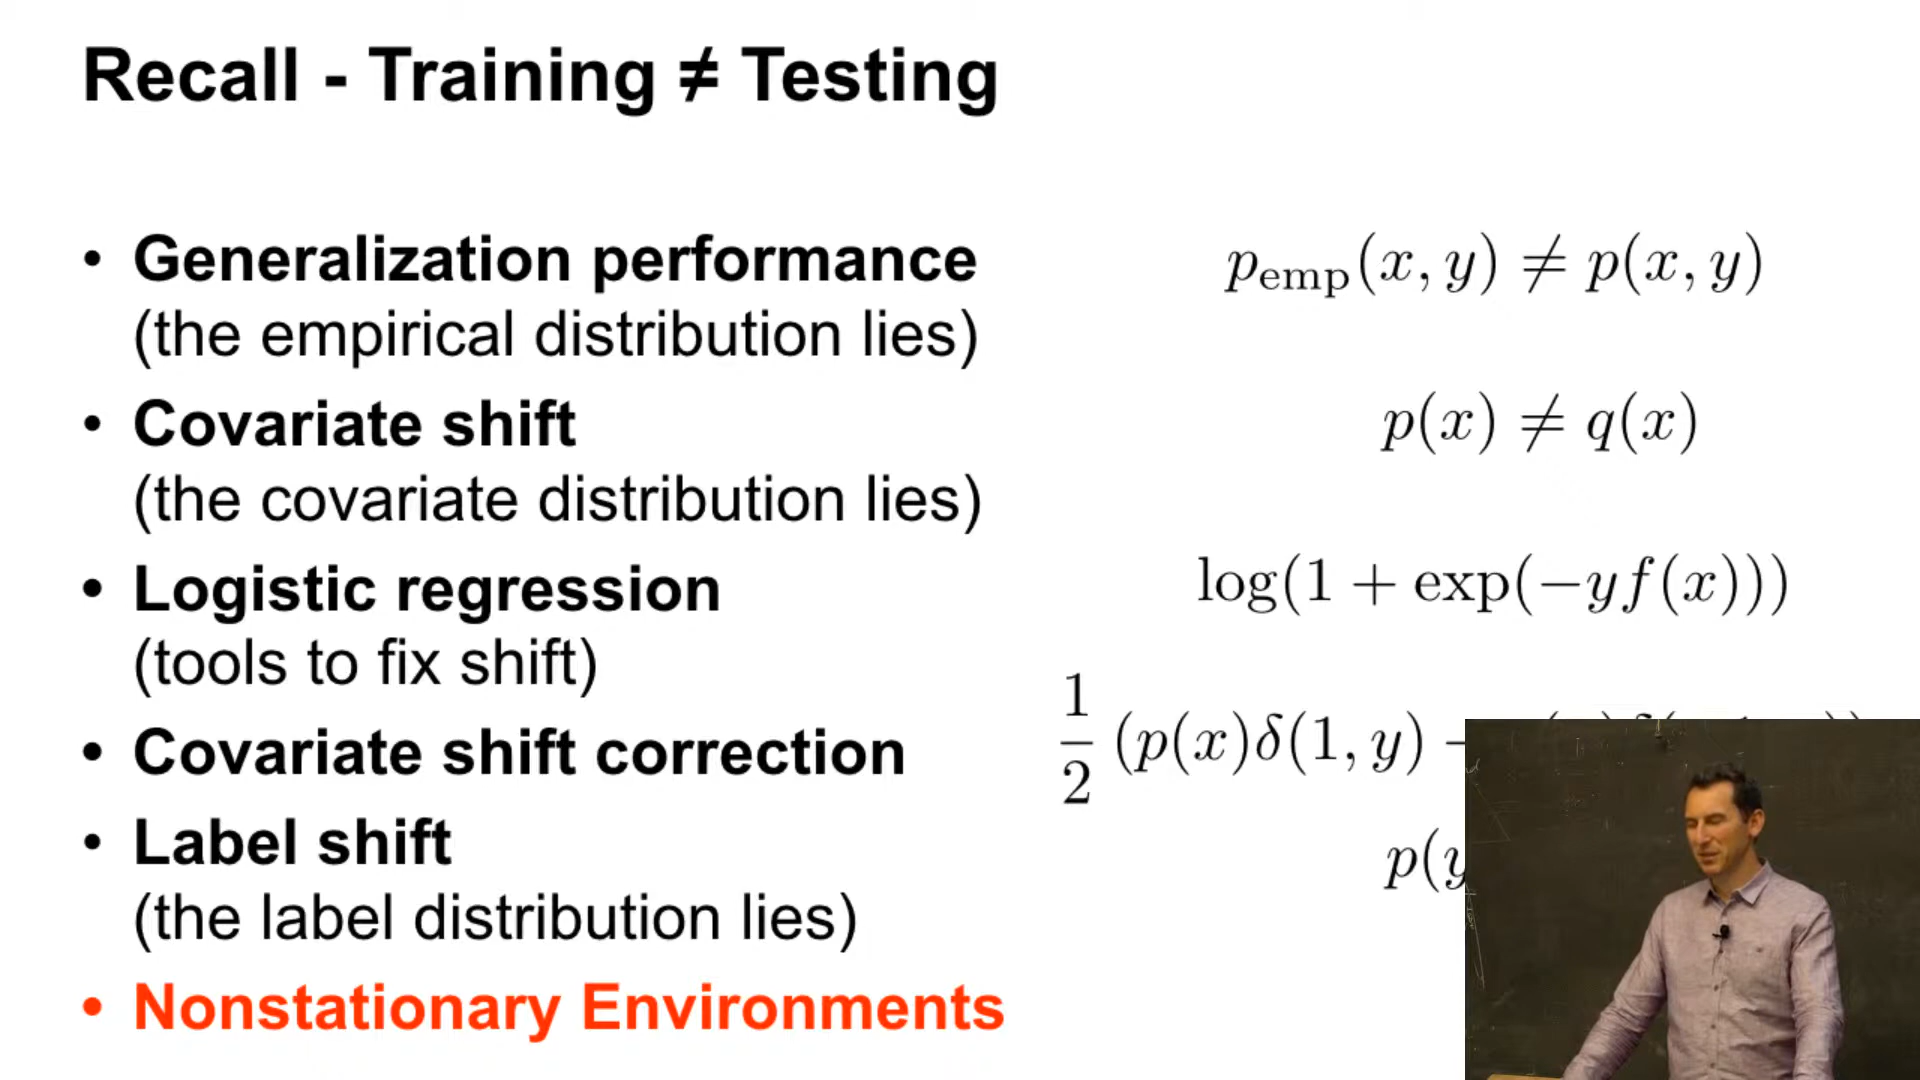 Recall - Training ≠ Testing
• Generalization performance
(the empirical distribution lies)
p_emp(x, y) ≠ p(x, y)
• Covariate shift
(the covariate distribution lies)
p(x) ≠ q(x)
• Logistic regression
(tools to fix shift)
log(1 + exp(−yf(x)))
• Covariate shift correction
1/2 (p(x)δ(1, y)
• Label shift
(the label distribution lies)
p(y
• Nonstationary Environments